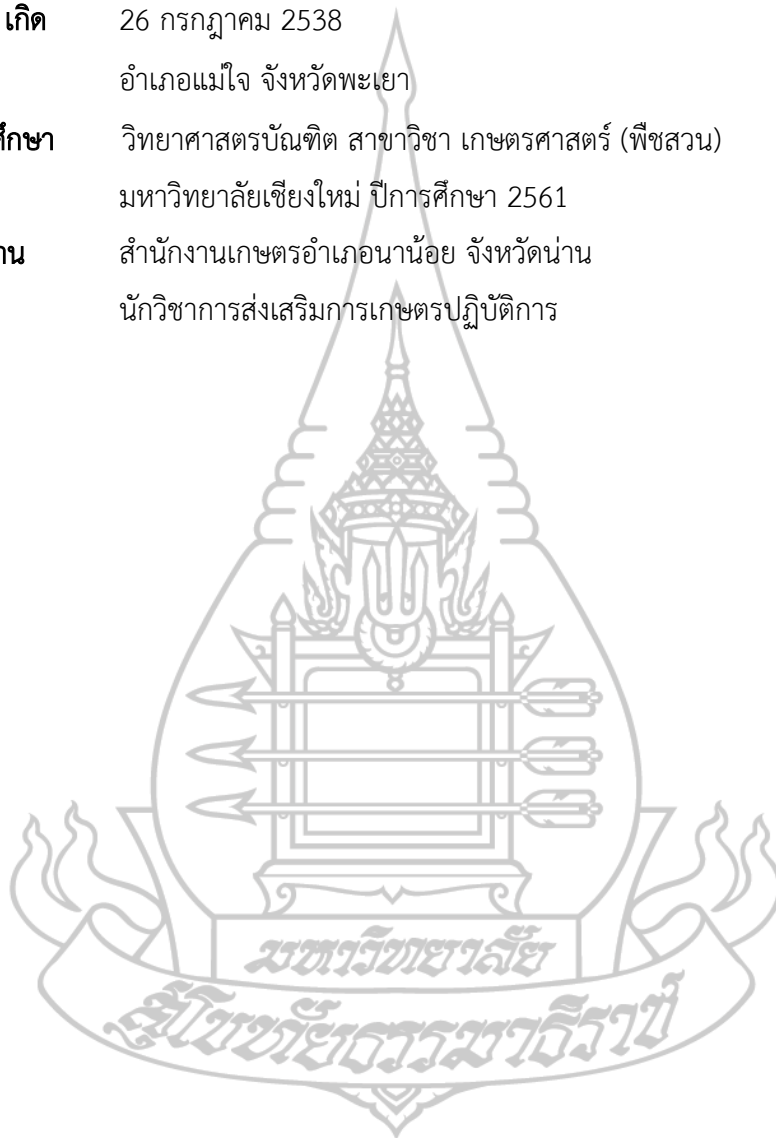 เกิด 26 กรกฎาคม 2538
อำเภอแม่ใจ จังหวัดพะเยา
วิทยาศาสตรบัณฑิต สาขาวิชา เกษตรศาสตร์ (พืชสวน)
มหาวิทยาลัยเชียงใหม่ ปีการศึกษา 2561
สำนักงานเกษตรอำเภอนาน้อย จังหวัดน่าน
นักวิชาการส่งเสริมการเกษตรปฏิบัติการ
มหาวิทยาลัย
สุโขทัยธรรมาธิราช